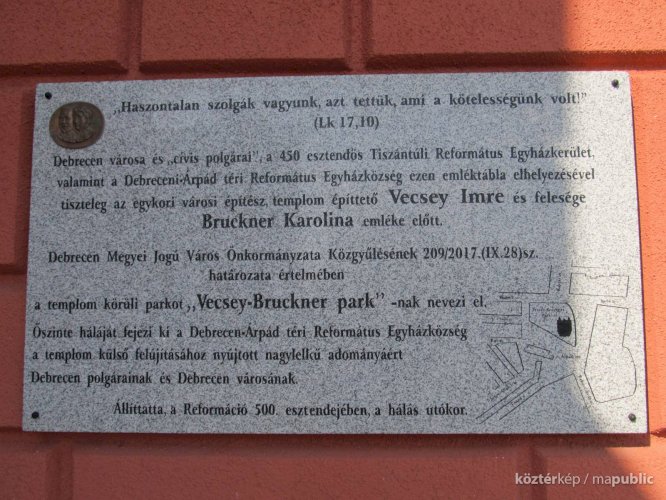 „Haszontalan szolgák vagyunk, azt tettük, ami a kötelességünk volt!”
(Lk 17,10)
Debrecen városa és „cívis polgárai”, a 450 esztendős Tiszántúli Református Egyházkerület,
valamint a Debreceni-Árpád téri Református Egyházközség ezen emléktábla elhelyezésével
tiszteleg az egykori városi építész, templom építtető Vecsey Imre és felesége
Bruckner Karolina emléke előtt.
Debrecen Megyei Jogú Város Önkormányzata Közgyűlésének 209/2017.(IX.28)sz.
határozata értelmében
a templom körüli parkot „Vecsey-Bruckner park” -nak nevezi el.
Őszinte háláját fejezi ki a Debrecen-Árpád téri Református Egyházközség
a templom külső felújításához nyújtott nagylelkű adományáért
Debrecen polgárainak és Debrecen városának.
Állíttatta, a Reformáció 500. esztendejében, a hálás utókor.
köztérkép / mapublic